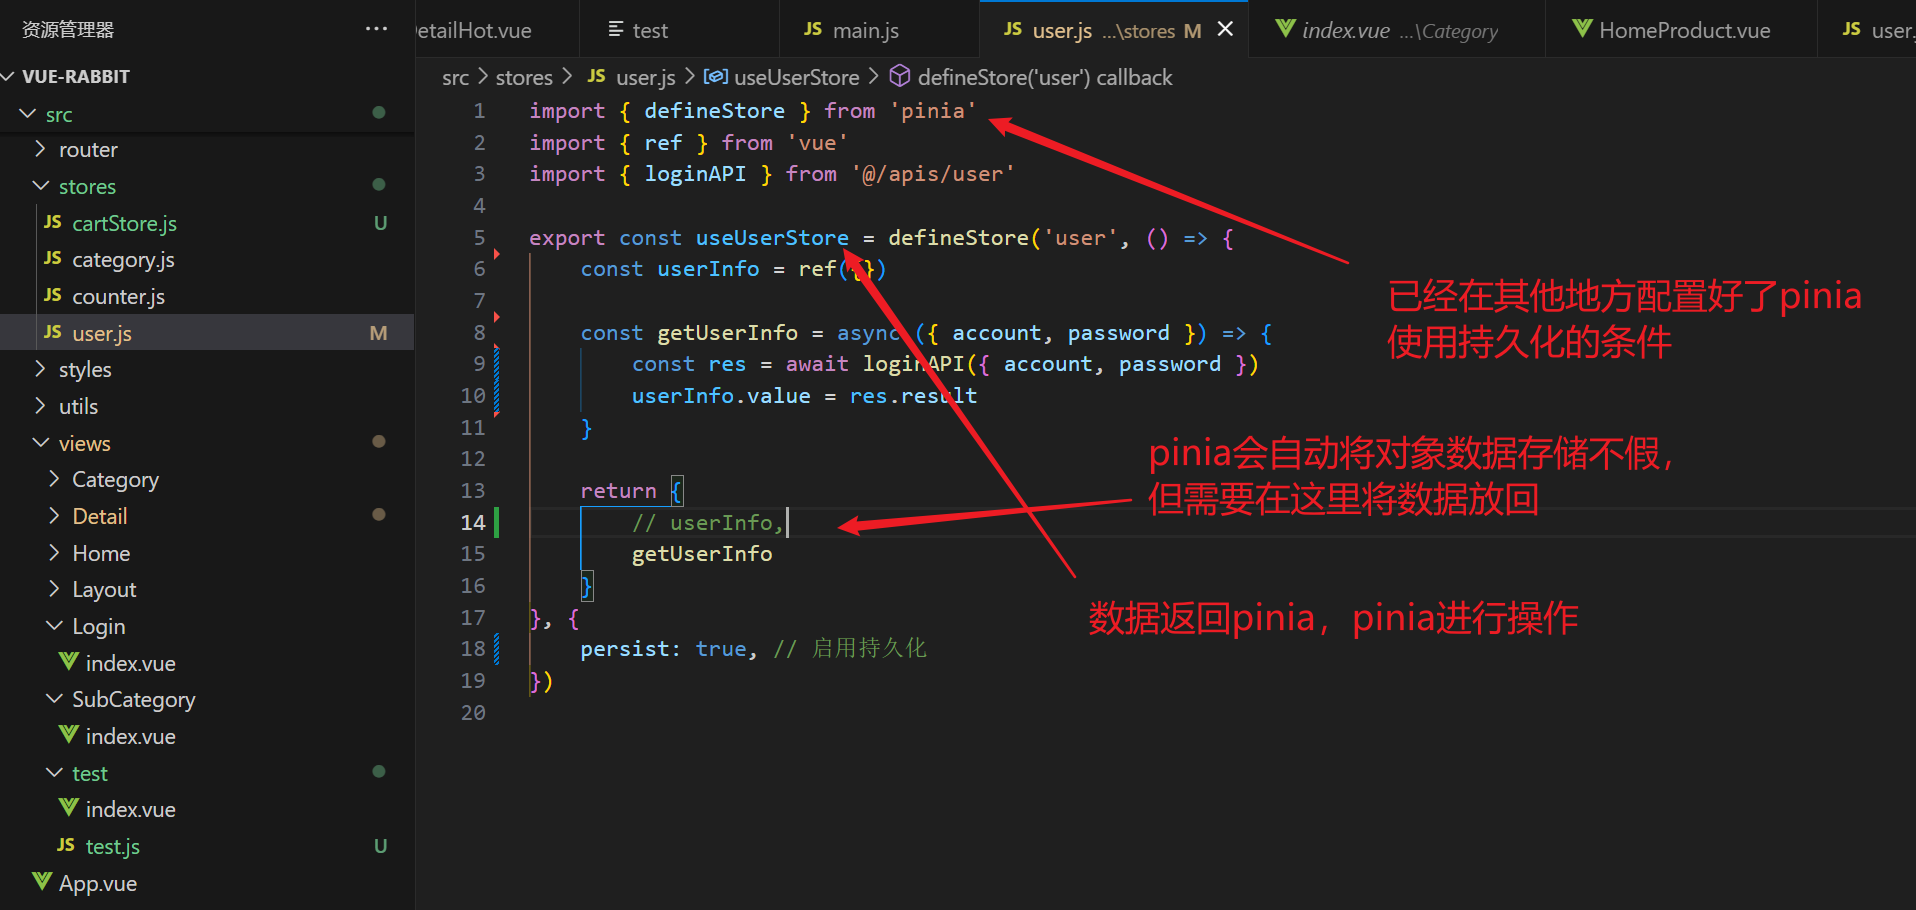 资源管理器 ···
etailHot.vue
test
JS main.js
JS user.js ...\stores M
index.vue ...\Category
HomeProduct.vue
JS user.
VUE-RABBIT
src
router
stores
JS cartStore.js U
JS category.js
JS counter.js
JS user.js M
styles
utils
views
Category
Detail
Home
Layout
Login
index.vue
SubCategory
index.vue
test
index.vue
JS test.js U
App.vue
src > stores > JS user.js > useUserStore > defineStore('user') callback
1 import { defineStore } from 'pinia'
2 import { ref } from 'vue'
3 import { loginAPI } from '@/apis/user'
4
5 export const useUserStore = defineStore('user', () => {
6 const userInfo = ref({})
7
8 const getUserInfo = async ({ account, password }) => {
9 const res = await loginAPI({ account, password })
10 userInfo.value = res.result
11 }
12
13 return {
14 // userInfo,
15 getUserInfo
16 }
17 }, {
18 persist: true, // 启用持久化
19 })
20
已经在其他地方配置好了pinia
使用持久化的条件
pinia会自动将对象数据存储不假，
但需要在这里将数据放回
数据返回pinia，pinia进行操作